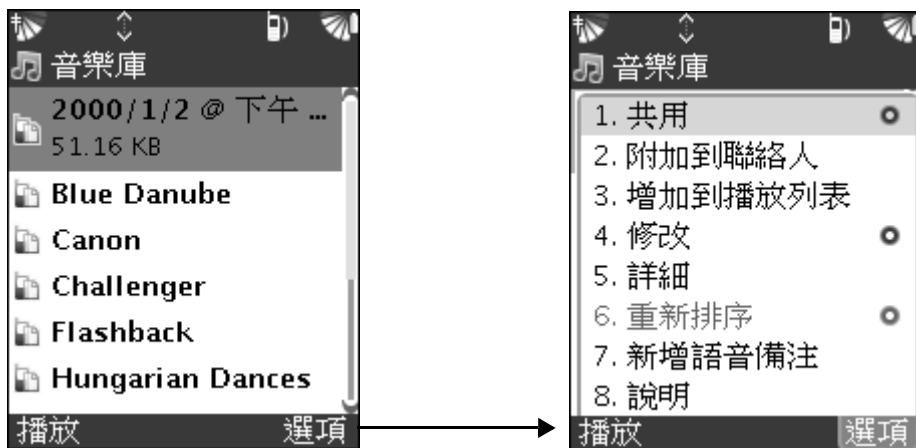 音樂庫
2000/1/2 @ 下午 ...
51.16 KB
Blue Danube
Canon
Challenger
Flashback
Hungarian Dances
播放 選項
音樂庫
1. 共用
2. 附加到聯絡人
3. 增加到播放列表
4. 修改
5. 詳細
6. 重新排序
7. 新增語音備注
8. 說明
播放 選項